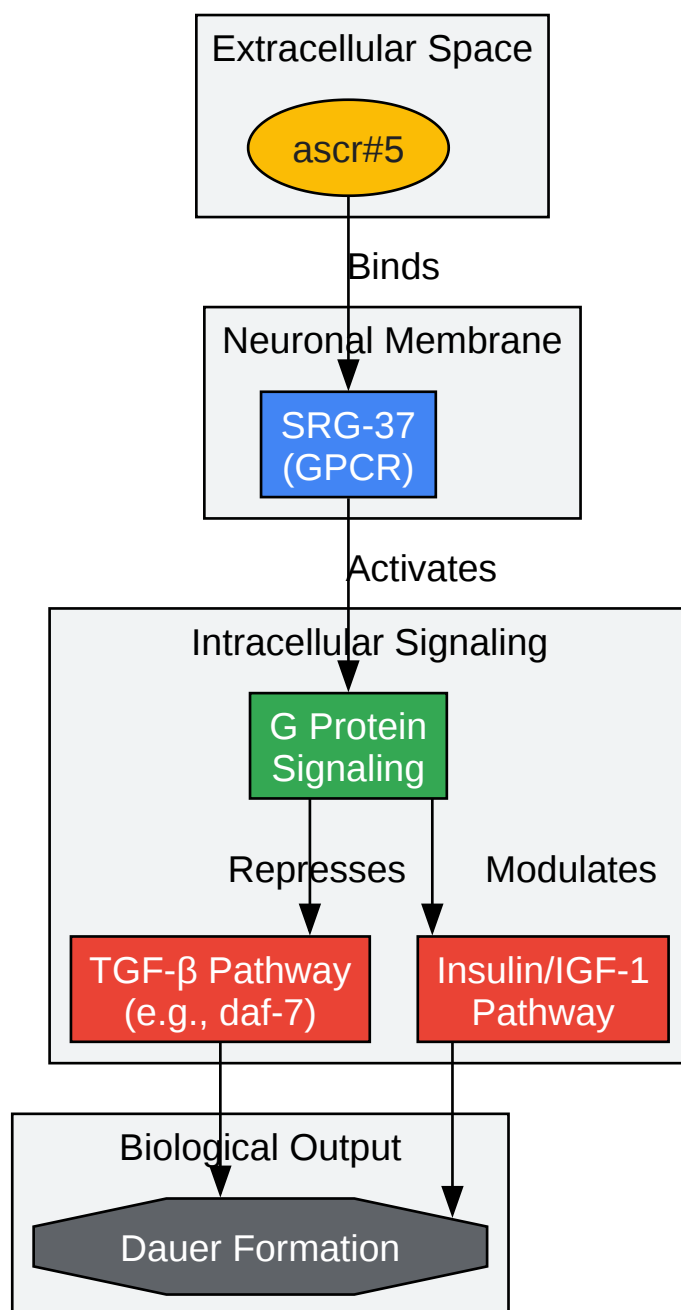 Extracellular Space
ascr#5
Binds
Neuronal Membrane
SRG-37
(GPCR)
Activates
Intracellular Signaling
G Protein
Signaling
Represses
Modulates
TGF-β Pathway
(e.g., daf-7)
Insulin/IGF-1
Pathway
Biological Output
Dauer Formation